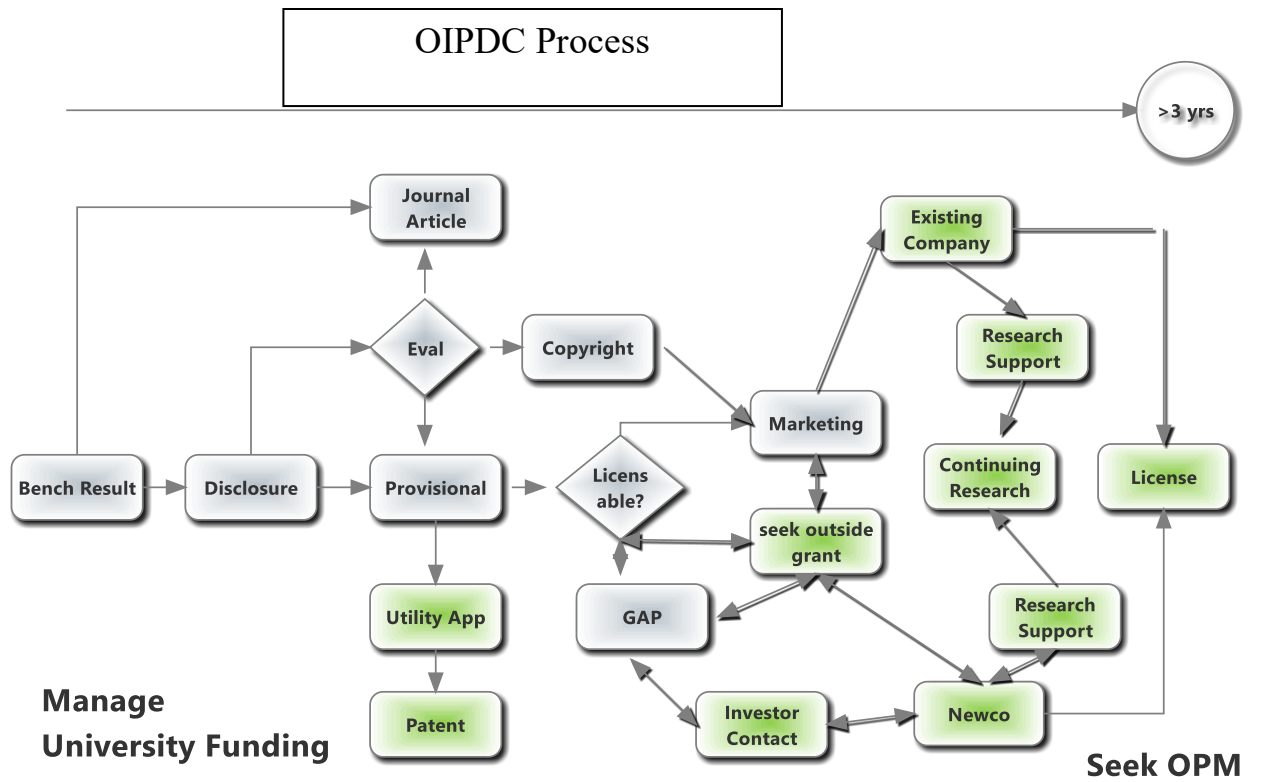 OIPDC Process
>3 yrs
Journal
Article
Existing
Company
Eval
Copyright
Research
Support
Marketing
Bench Result
Disclosure
Provisional
Licens
able?
Continuing
Research
License
seek outside
grant
Utility App
GAP
Research
Support
Patent
Investor
Contact
Newco
Manage
University Funding
Seek OPM